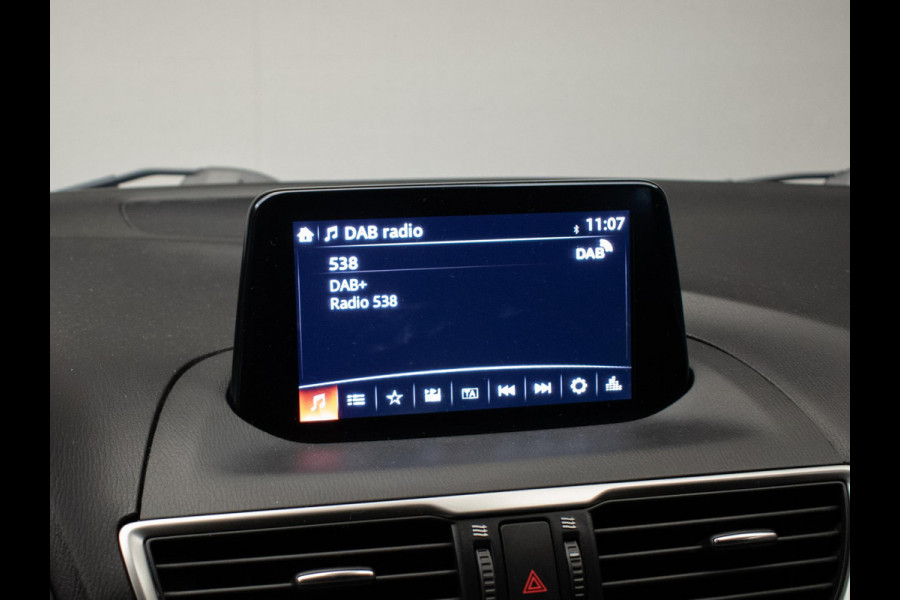 DAB radio 11:07
538 DAB
DAB+
Radio 538
TA